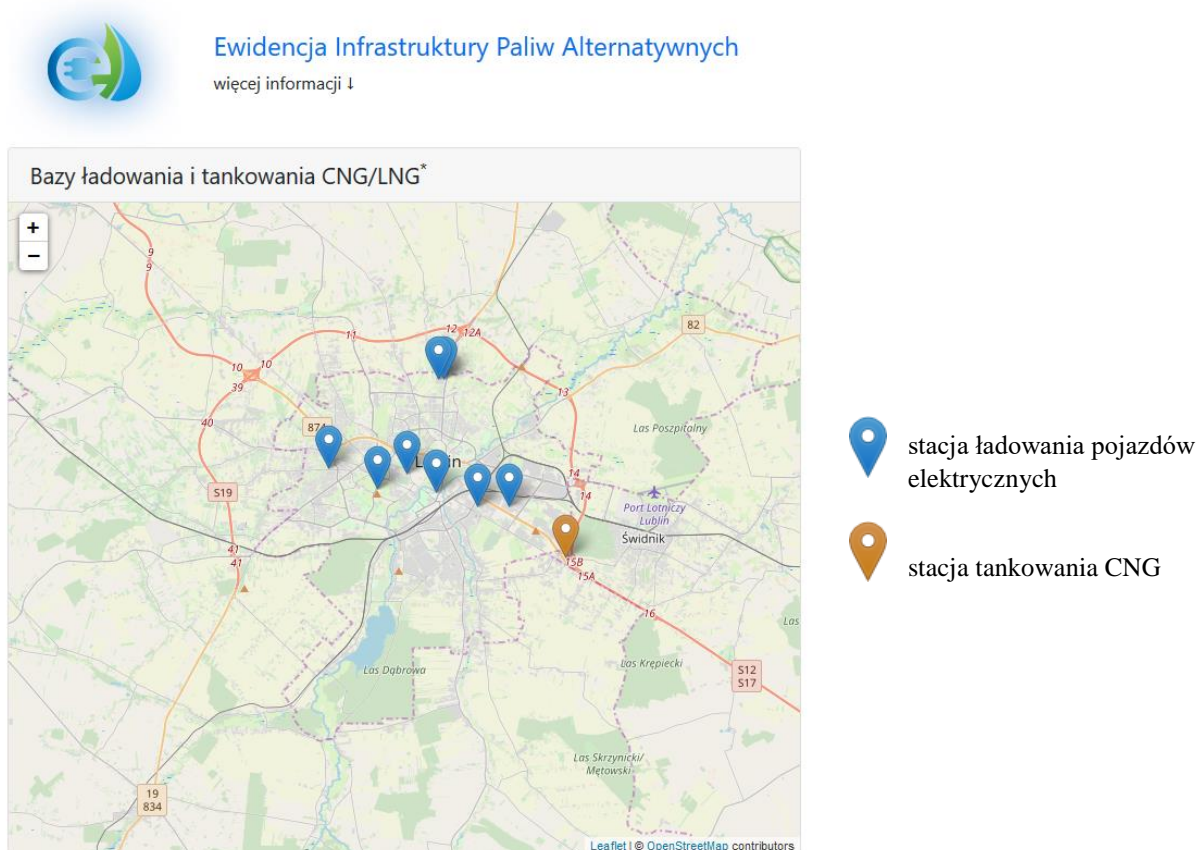 Ewidencja Infrastruktury Paliw Alternatywnych
więcej informacji ↓
Bazy ładowania i tankowania CNG/LNG*
+
−
9
9
11
12
12A
82
10
10
39
13
40
874
Las Pospitalny
stacja ładowania pojazdów
elektrycznych
14
S19
14
Port Lotniczy
Lublin
Świdnik
41
41
15B
15A
stacja tankowania CNG
16
Las
Las Krępiecki
Las Dąbrowa
S12
S17
Las Skrzynicki/
Mętowski
19
834
Leaflet | © OpenStreetMap contributors